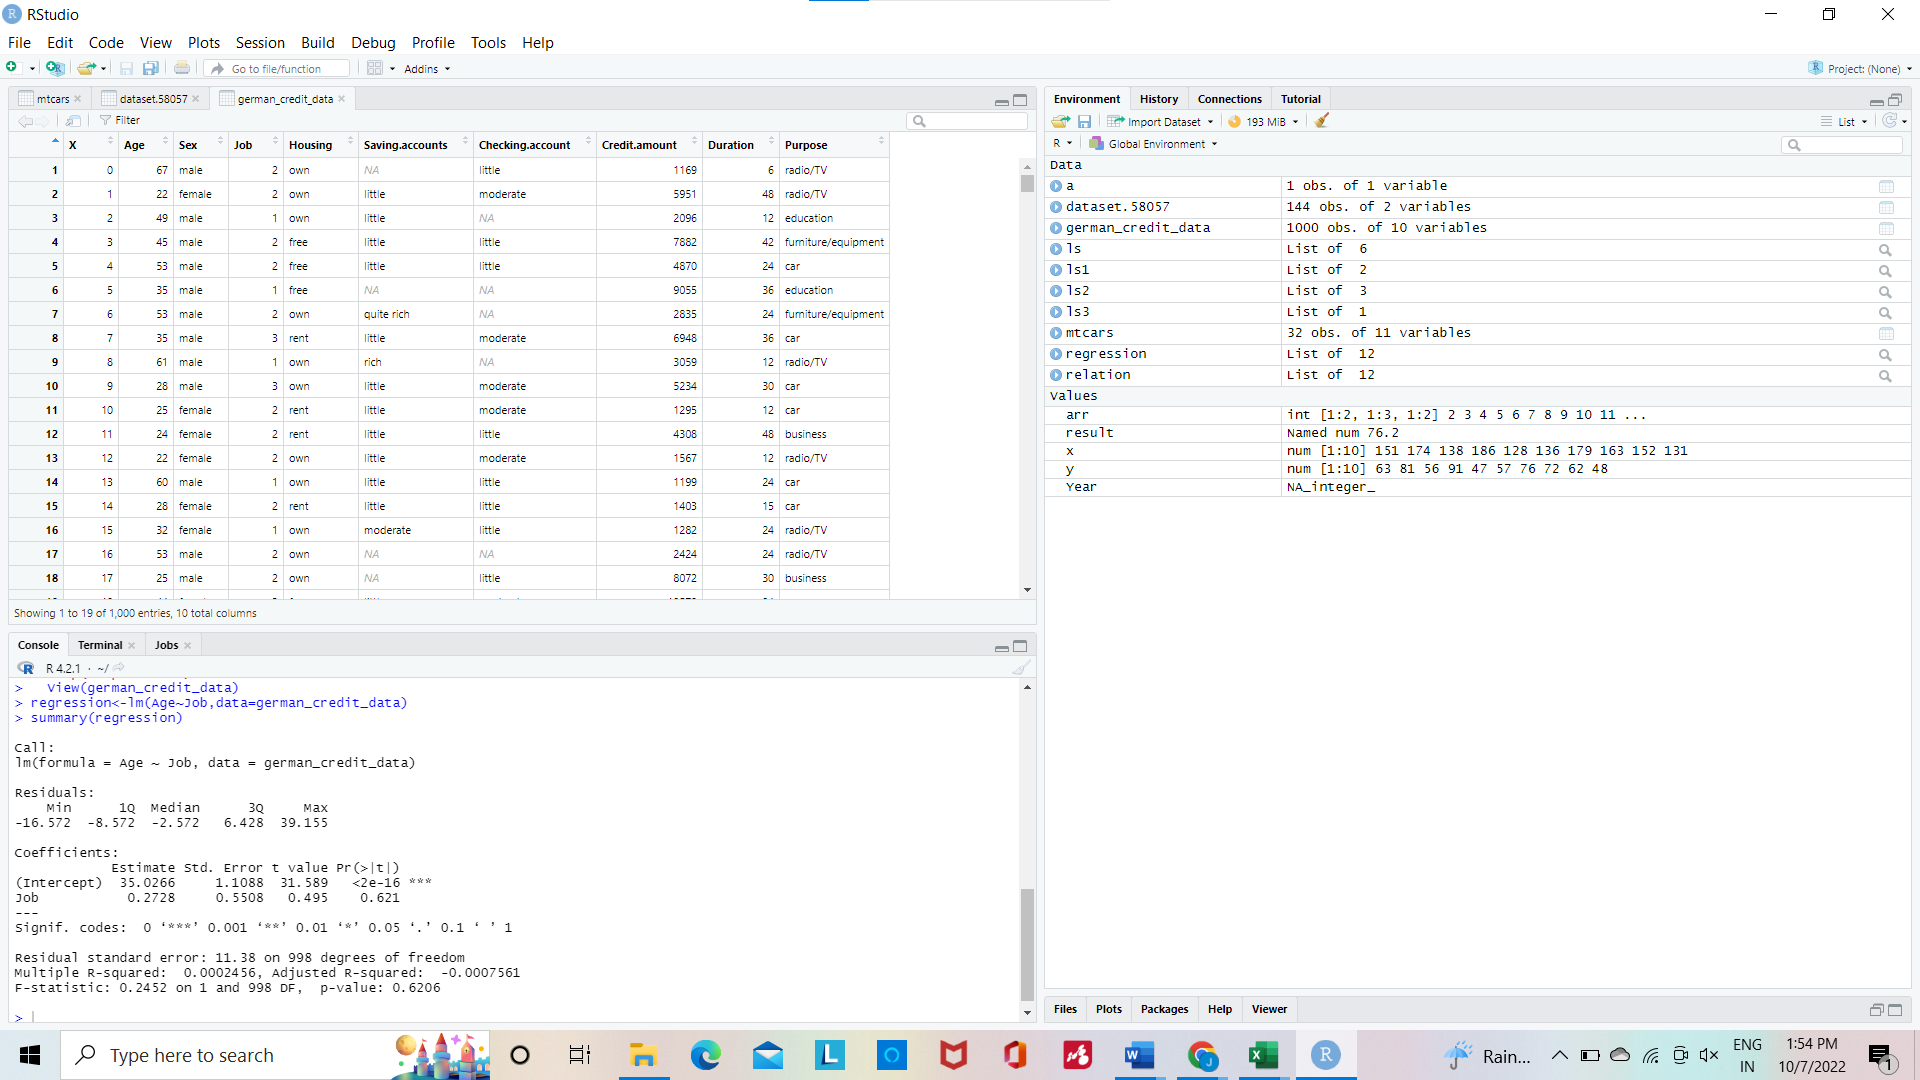 RStudio
File Edit Code View Plots Session Build Debug Profile Tools Help
Go to file/function Addins Project: (None)
mtcars dataset.58057 german_credit_data
Filter
X Age Sex Job Housing Saving.accounts Checking.account Credit.amount Duration Purpose
1 0 67 male 2 own NA little 1169 6 radio/TV
2 1 22 female 2 own little moderate 5951 48 radio/TV
3 2 49 male 1 own little NA 2096 12 education
4 3 45 male 2 free little little 7882 42 furniture/equipment
5 4 53 male 2 free little little 4870 24 car
6 5 35 male 1 free NA NA 9055 36 education
7 6 53 male 2 own quite rich NA 2835 24 furniture/equipment
8 7 35 male 3 rent little moderate 6948 36 car
9 8 61 male 1 own rich NA 3059 12 radio/TV
10 9 28 male 3 own little moderate 5234 30 car
11 10 25 female 2 rent little moderate 1295 12 car
12 11 24 female 2 rent little little 4308 48 business
13 12 22 female 2 own little moderate 1567 12 radio/TV
14 13 60 male 1 own little little 1199 24 car
15 14 28 female 2 rent little little 1403 15 car
16 15 32 female 1 own moderate little 1282 24 radio/TV
17 16 53 male 2 own NA NA 2424 24 radio/TV
18 17 25 male 2 own NA little 8072 30 business
Showing 1 to 19 of 1,000 entries, 10 total columns
Console Terminal Jobs
R 4.2.1 · ~/
> View(german_credit_data)
> regression<-lm(Age~Job,data=german_credit_data)
> summary(regression)
Call:
lm(formula = Age ~ Job, data = german_credit_data)
Residuals:
Min 1Q Median 3Q Max
-16.572 -8.572 -2.572 6.428 39.155
Coefficients:
Estimate Std. Error t value Pr(>|t|)
(Intercept) 35.0266 1.1088 31.589 <2e-16 ***
Job 0.2728 0.5508 0.495 0.621
---
Signif. codes: 0 ‘***’ 0.001 ‘**’ 0.01 ‘*’ 0.05 ‘.’ 0.1 ‘ ’ 1
Residual standard error: 11.38 on 998 degrees of freedom
Multiple R-squared: 0.0002456, Adjusted R-squared: -0.0007561
F-statistic: 0.2452 on 1 and 998 DF, p-value: 0.6206
>
Environment History Connections Tutorial
Import Dataset 193 MiB List
R Global Environment
Data
a 1 obs. of 1 variable
dataset.58057 144 obs. of 2 variables
german_credit_data 1000 obs. of 10 variables
ls List of 6
ls1 List of 2
ls2 List of 3
ls3 List of 1
mtcars 32 obs. of 11 variables
regression List of 12
relation List of 12
Values
arr int [1:2, 1:3, 1:2] 2 3 4 5 6 7 8 9 10 11 ...
result Named num 76.2
x num [1:10] 151 174 138 186 128 136 179 163 152 131
y num [1:10] 63 81 56 91 47 57 76 72 62 48
Year NA_integer_
Files Plots Packages Help Viewer
Type here to search
Rain...
ENG
IN
1:54 PM
10/7/2022
1